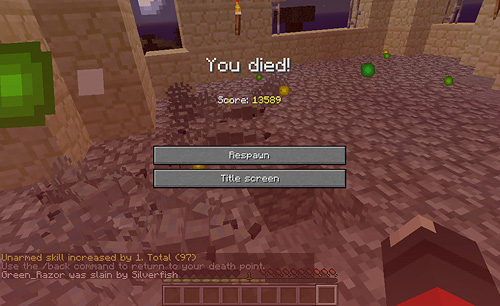 You died!
Score: 13589
Respawn
Title screen
Unarmed skill increased by 1. Total (97)
Use the /back command to return to your death point.
Green_Razor was slain by Silverfish